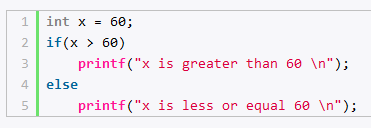 1 int x = 60;
2 if(x > 60)
3     printf("x is greater than 60 \n");
4 else
5     printf("x is less or equal 60 \n");